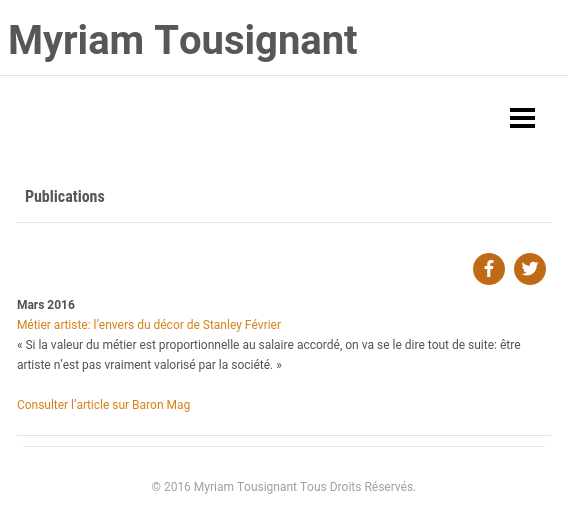 Myriam Tousignant
Publications
Mars 2016
Métier artiste: l’envers du décor de Stanley Février
« Si la valeur du métier est proportionnelle au salaire accordé, on va se le dire tout de suite: être
artiste n’est pas vraiment valorisé par la société. »
Consulter l’article sur Baron Mag
© 2016 Myriam Tousignant Tous Droits Réservés.